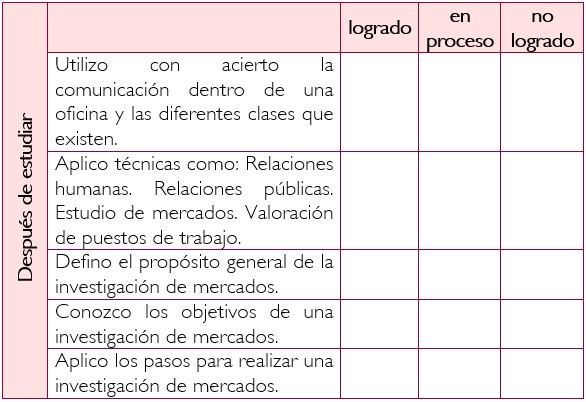 logrado
en
proceso
no
logrado
Después de estudiar
Utilizo con acierto la
comunicación dentro de una
oficina y las diferentes clases que
existen.
Aplico técnicas como: Relaciones
humanas. Relaciones públicas.
Estudio de mercados. Valoración
de puestos de trabajo.
Defino el propósito general de la
investigación de mercados.
Conozco los objetivos de una
investigación de mercados.
Aplico los pasos para realizar una
investigación de mercados.